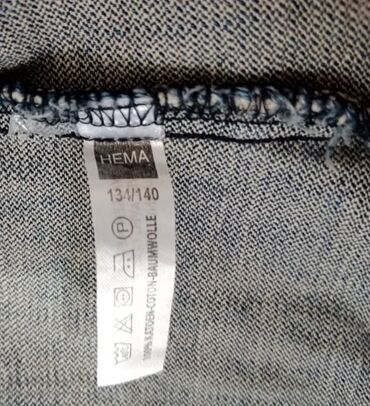 HEMA
134/140
P
100% KATOEN-COTON-BAUMWOLLE